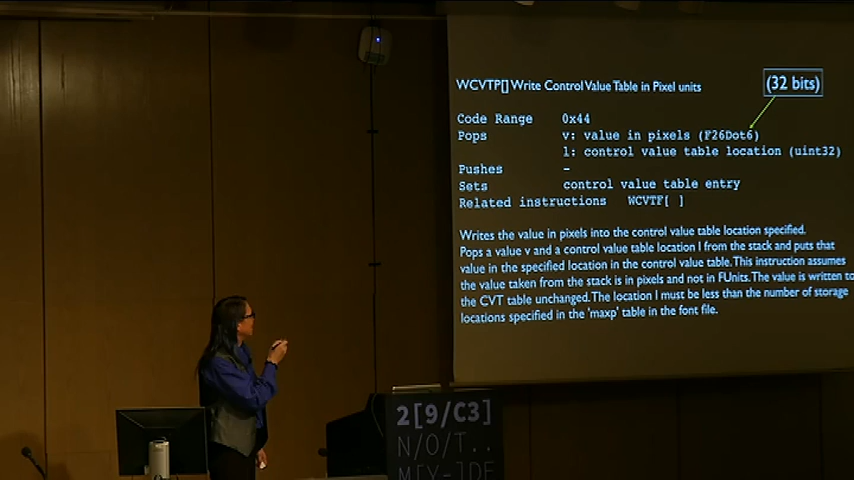 WCVTP[] Write Control Value Table in Pixel units
(32 bits)
Code Range 0x44
Pops v: value in pixels (F26Dot6)
l: control value table location (uint32)
Pushes -
Sets control value table entry
Related instructions WCVTF[ ]
Writes the value in pixels into the control value table location specified.
Pops a value v and a control value table location l from the stack and puts that
value in the specified location in the control value table. This instruction assumes
the value taken from the stack is in pixels and not in FUnits. The value is written to
the CVT table unchanged. The location l must be less than the number of storage
locations specified in the 'maxp' table in the font file.
2[9/C3]
N/O/T..
M[Y-]DE